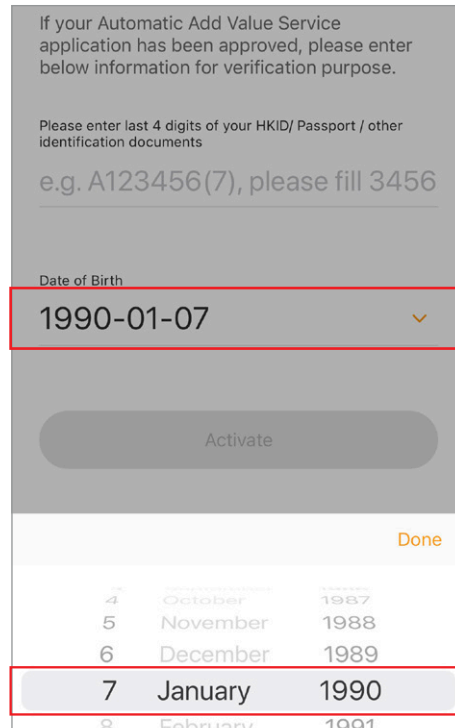 If your Automatic Add Value Service
application has been approved, please enter
below information for verification purpose.
Please enter last 4 digits of your HKID/ Passport / other
identification documents
e.g. A123456(7), please fill 3456
Date of Birth
1990-01-07
Activate
Done
4 October 1987
5 November 1988
6 December 1989
7 January 1990
8 February 1991